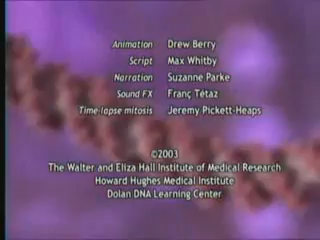 Animation Drew Berry
Script Max Whitby
Narration Suzanne Parke
Sound FX Franç Tétaz
Time-lapse mitosis Jeremy Pickett-Heaps
©2003
The Walter and Eliza Hall Institute of Medical Research
Howard Hughes Medical Institute
Dolan DNA Learning Center